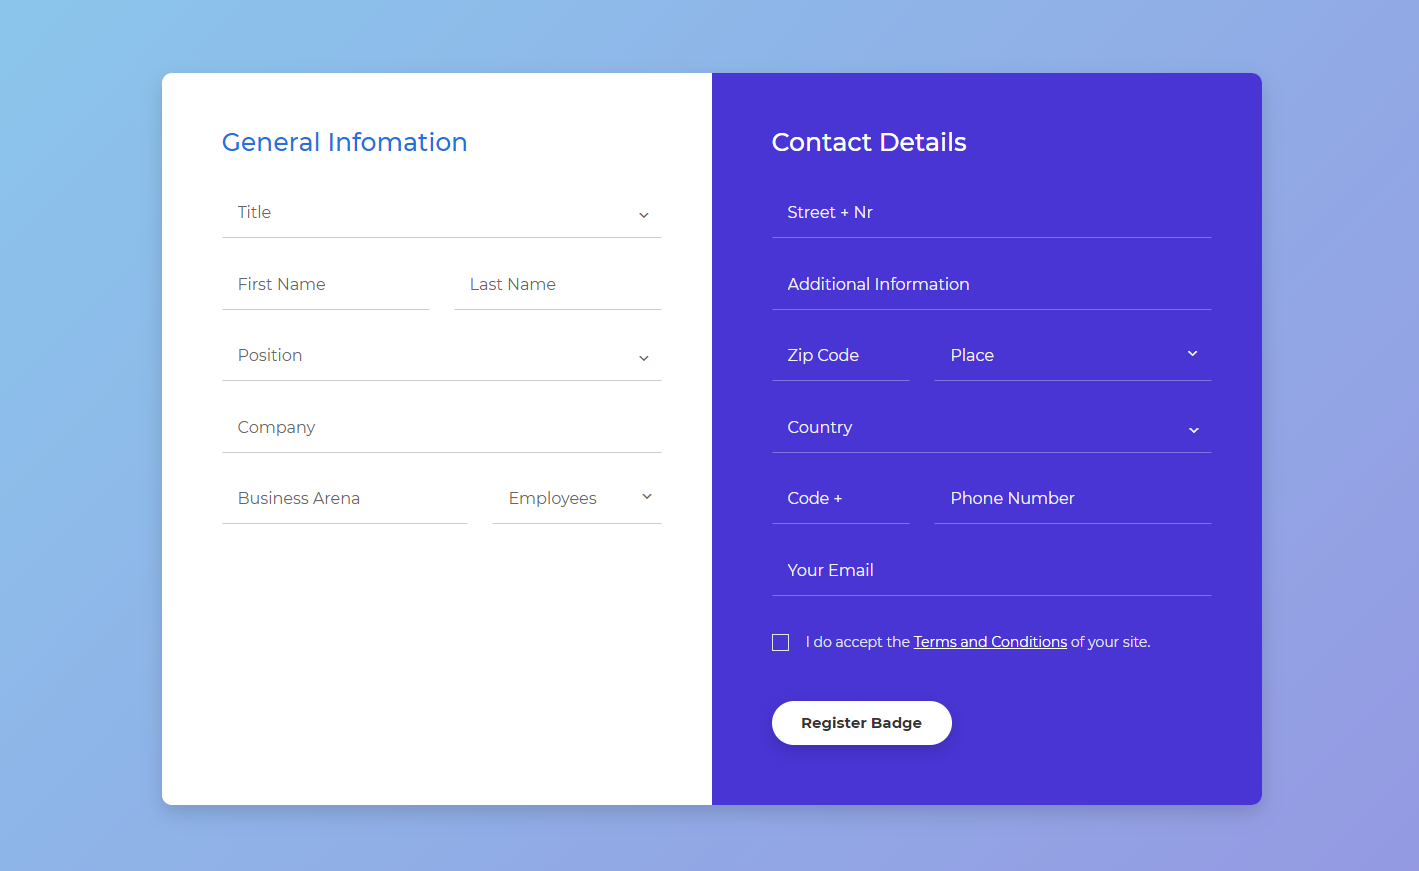 General Infomation
Title
First Name
Last Name
Position
Company
Business Arena
Employees
Contact Details
Street + Nr
Additional Information
Zip Code
Place
Country
Code +
Phone Number
Your Email
I do accept the Terms and Conditions of your site.
Register Badge